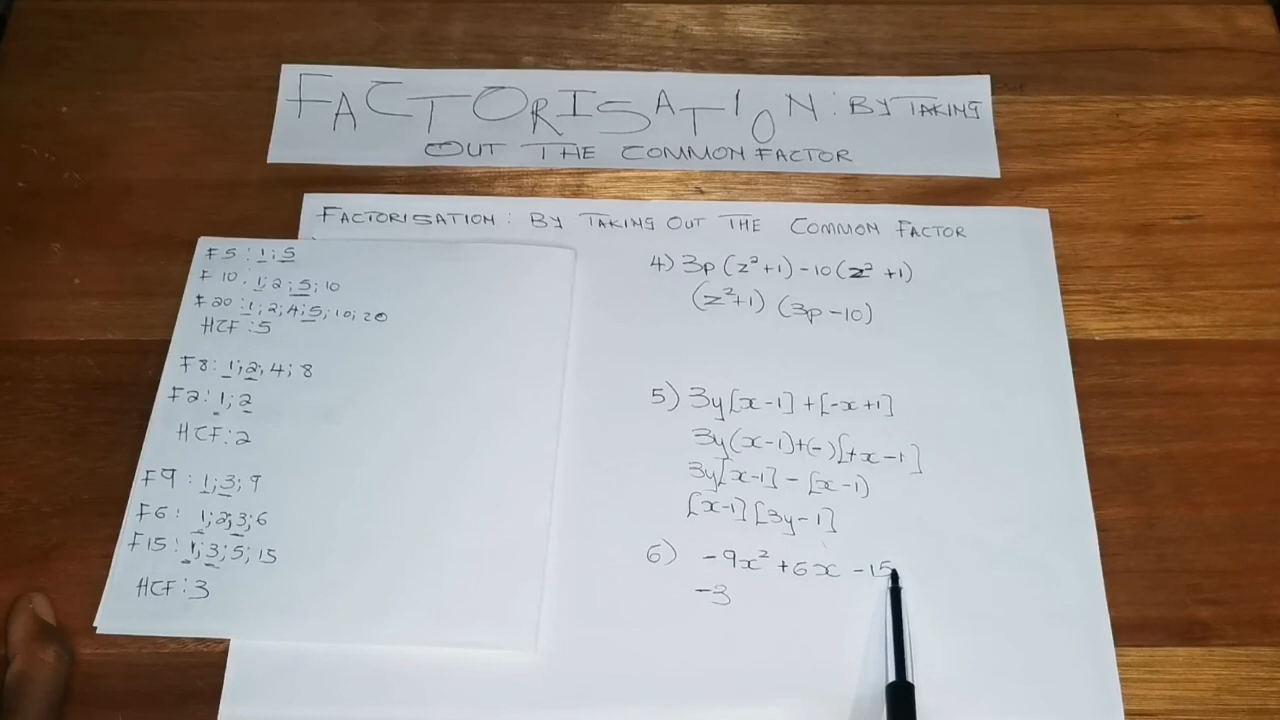 FACTORISATION: BY TAKING
OUT THE COMMON FACTOR
FACTORISATION: BY TAKING OUT THE COMMON FACTOR
F5: 1; 5
F10: 1; 2; 5; 10
F20: 1; 2; 4; 5; 10; 20
HCF: 5
F8: 1; 2; 4; 8
F2: 1; 2
HCF: 2
F9: 1; 3; 9
F6: 1; 2; 3; 6
F15: 1; 3; 5; 15
HCF: 3
4) 3p(z²+1)-10(z²+1)
(z²+1)(3p-10)
5) 3y[x-1]+[-x+1]
3y(x-1)+(-)[+x-1]
3y[x-1]-[x-1)
[x-1][3y-1]
6) -9x²+6x-15
-3